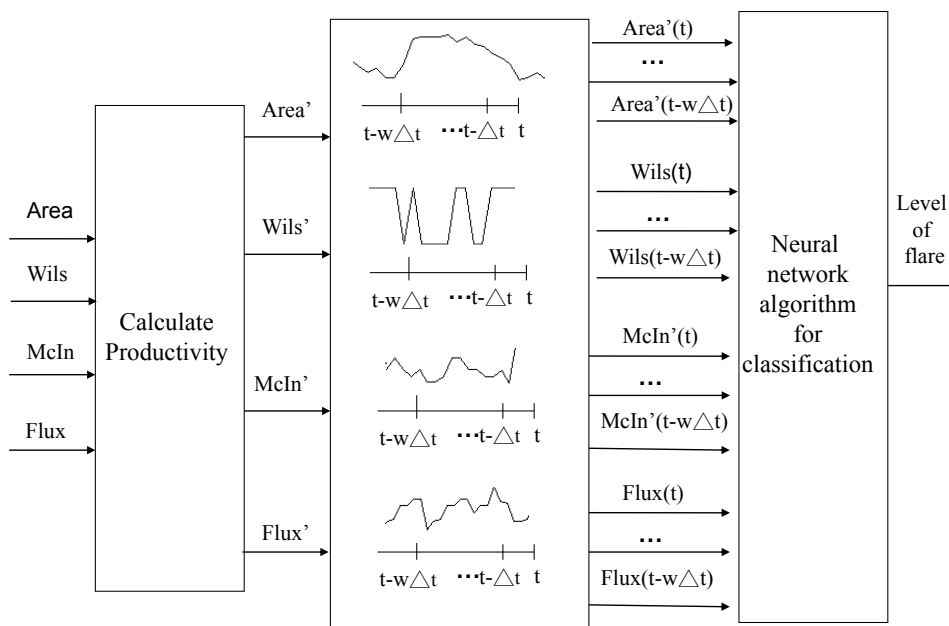 Area
Wils
McIn
Flux
Calculate
Productivity
Area’
Wils’
McIn’
Flux’
t-w△t ...t-△t t
t-w△t ...t-△t t
t-w△t ...t-△t t
t-w△t ...t-△t t
Area’(t)
...
Area’(t-w△t)
Wils(t)
...
Wils(t-w△t)
McIn’(t)
...
McIn’(t-w△t)
Flux(t)
...
Flux(t-w△t)
Neural
network
algorithm
for
classification
Level
of
flare